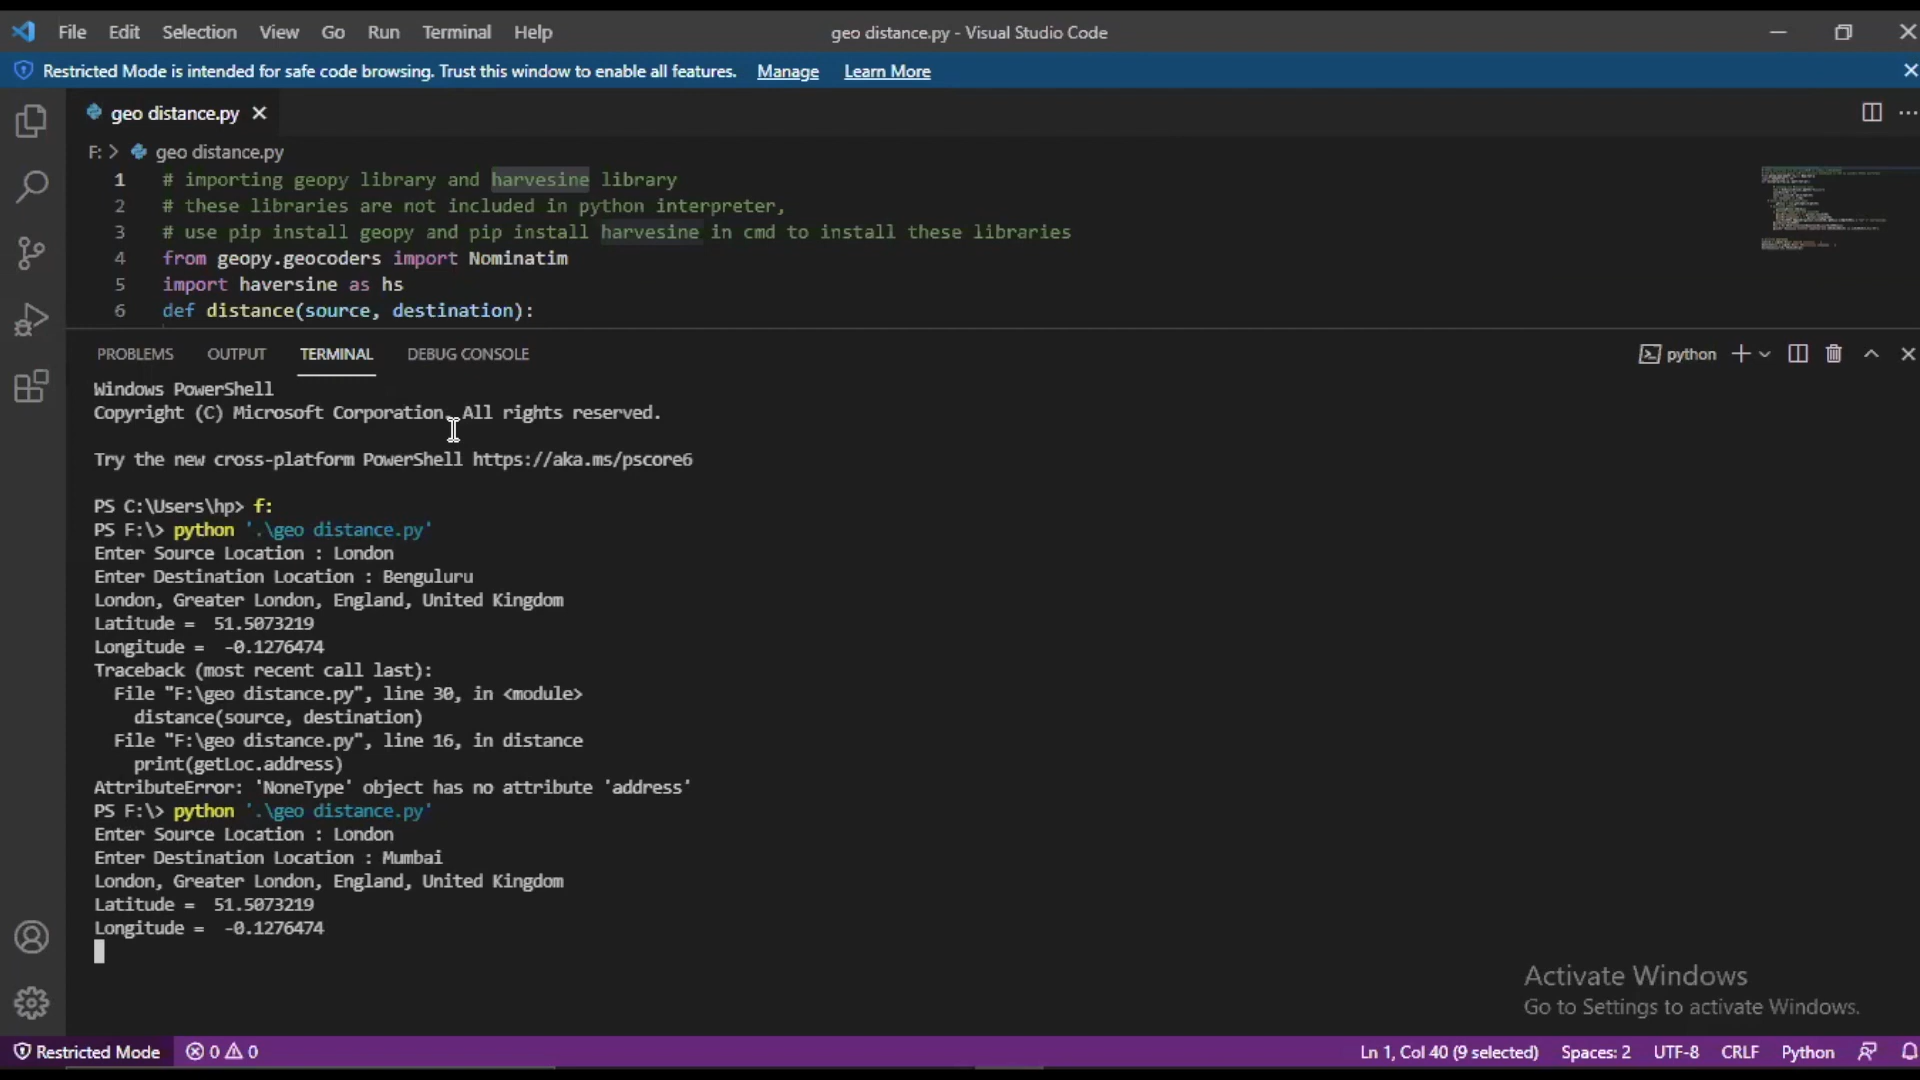 File Edit Selection View Go Run Terminal Help geo distance.py - Visual Studio Code
Restricted Mode is intended for safe code browsing. Trust this window to enable all features. Manage Learn More
geo distance.py
F: > geo distance.py
1 # importing geopy library and harvesine library
2 # these libraries are not included in python interpreter,
3 # use pip install geopy and pip install harvesine in cmd to install these libraries
4 from geopy.geocoders import Nominatim
5 import haversine as hs
6 def distance(source, destination):
PROBLEMS OUTPUT TERMINAL DEBUG CONSOLE python
Windows PowerShell
Copyright (C) Microsoft Corporation. All rights reserved.
Try the new cross-platform PowerShell https://aka.ms/pscore6
PS C:\Users\hp> f:
PS F:\> python '.\geo distance.py'
Enter Source Location : London
Enter Destination Location : Benguluru
London, Greater London, England, United Kingdom
Latitude =  51.5073219
Longitude =  -0.1276474
Traceback (most recent call last):
File "F:\geo distance.py", line 30, in <module>
distance(source, destination)
File "F:\geo distance.py", line 16, in distance
print(getLoc.address)
AttributeError: 'NoneType' object has no attribute 'address'
PS F:\> python '.\geo distance.py'
Enter Source Location : London
Enter Destination Location : Mumbai
London, Greater London, England, United Kingdom
Latitude =  51.5073219
Longitude =  -0.1276474
Activate Windows
Go to Settings to activate Windows.
Restricted Mode 0 0 Ln 1, Col 40 (9 selected) Spaces: 2 UTF-8 CRLF Python